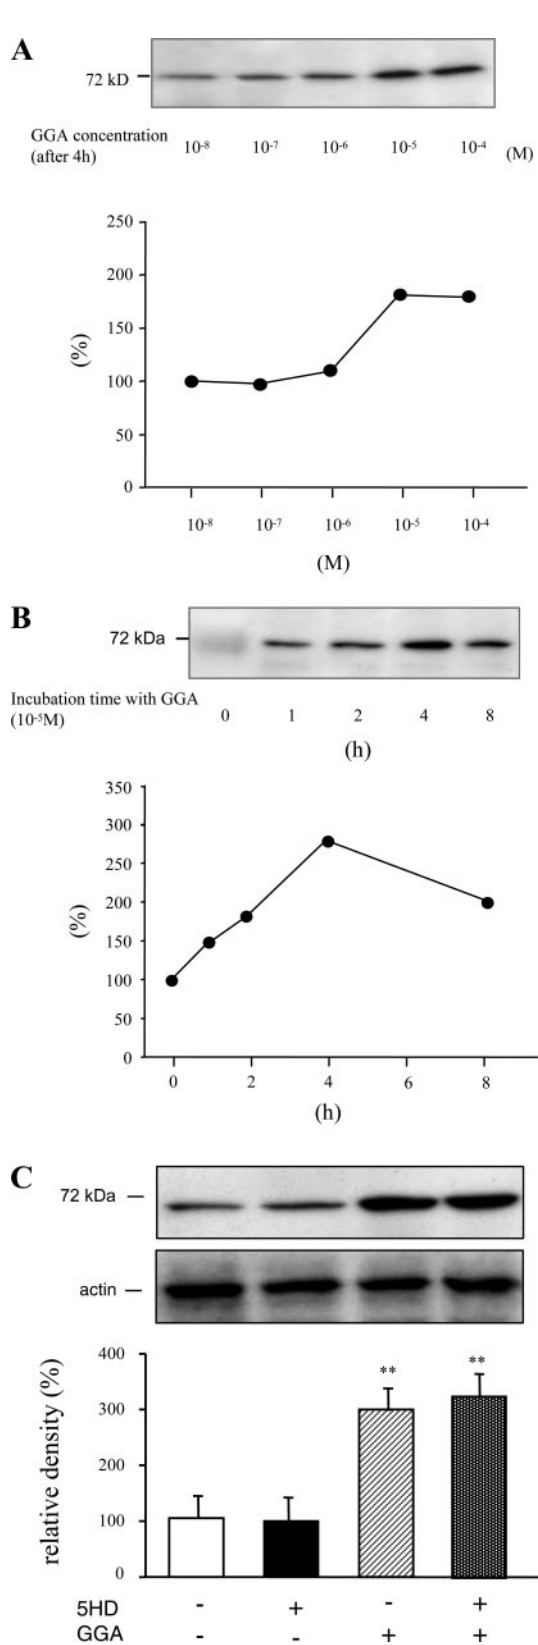 A
72 kD
GGA concentration
(after 4h)
10⁻⁸ 10⁻⁷ 10⁻⁶ 10⁻⁵ 10⁻⁴ (M)
250
200
150
100
50
0
(%)
10⁻⁸ 10⁻⁷ 10⁻⁶ 10⁻⁵ 10⁻⁴
(M)
B
72 kDa
Incubation time with GGA
(10⁻⁵M)
0 1 2 4 8
(h)
350
300
250
200
150
100
50
0
(%)
0 2 4 6 8
(h)
C
72 kDa
actin
400
300
200
100
0
relative density (%)
** **
5HD - + - +
GGA - - + +